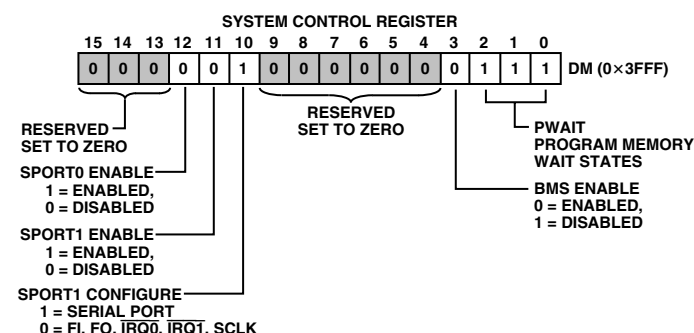 SYSTEM CONTROL REGISTER
15 14 13 12 11 10 9 8 7 6 5 4 3 2 1 0
0 0 0 0 0 1 0 0 0 0 0 0 0 1 1 1 DM (0×3FFF)
RESERVED
SET TO ZERO
RESERVED
SET TO ZERO
PWAIT
PROGRAM MEMORY
WAIT STATES
SPORT0 ENABLE
1 = ENABLED,
0 = DISABLED
BMS ENABLE
0 = ENABLED,
1 = DISABLED
SPORT1 ENABLE
1 = ENABLED,
0 = DISABLED
SPORT1 CONFIGURE
1 = SERIAL PORT
0 = FI, FO, IRQ0, IRQ1, SCLK